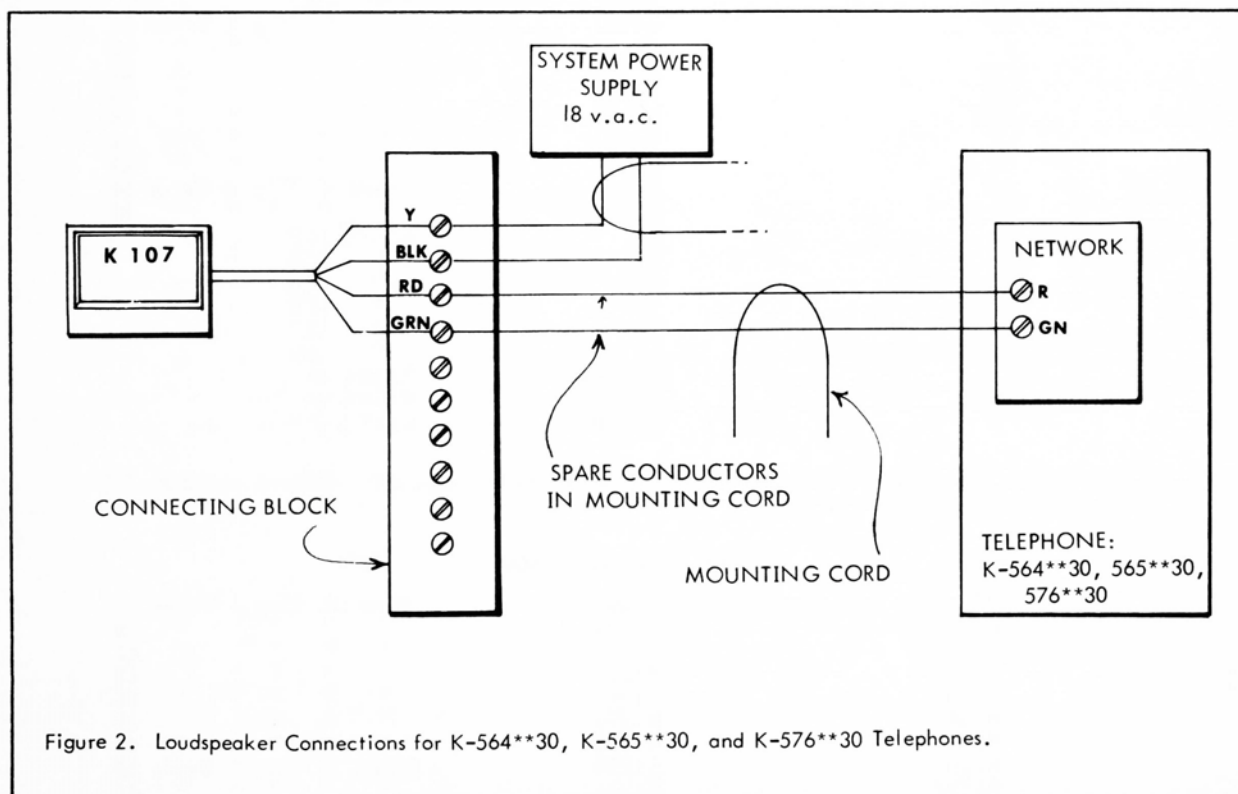 SYSTEM POWER
SUPPLY
18 v.a.c.
K 107
Y
BLK
RD
GRN
NETWORK
R
GN
SPARE CONDUCTORS
IN MOUNTING CORD
CONNECTING BLOCK
MOUNTING CORD
TELEPHONE:
K-564**30, 565**30,
576**30
Figure 2. Loudspeaker Connections for K-564**30, K-565**30, and K-576**30 Telephones.